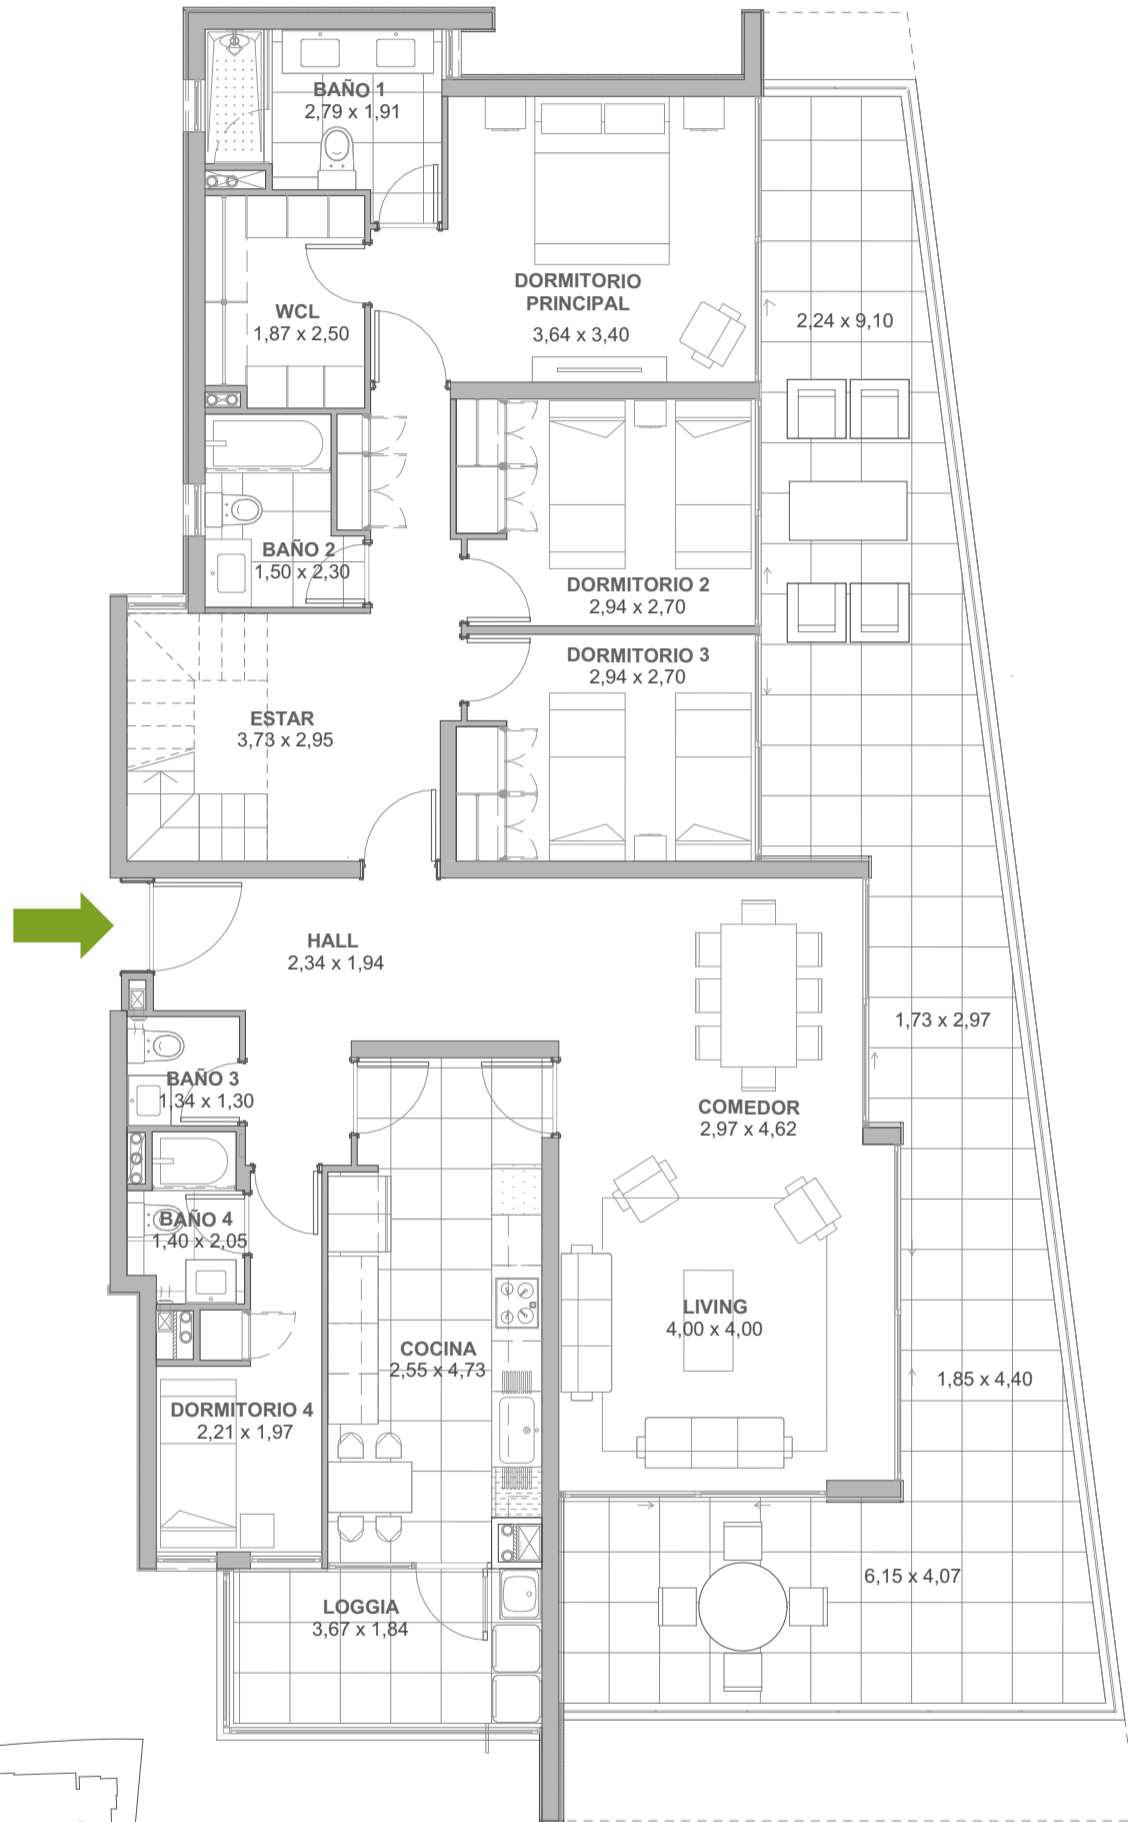 BAÑO 1
2,79 x 1,91
DORMITORIO
PRINCIPAL
3,64 x 3,40
WCL
1,87 x 2,50
2,24 x 9,10
BAÑO 2
1,50 x 2,30
DORMITORIO 2
2,94 x 2,70
DORMITORIO 3
2,94 x 2,70
ESTAR
3,73 x 2,95
HALL
2,34 x 1,94
1,73 x 2,97
BAÑO 3
1,34 x 1,30
COMEDOR
2,97 x 4,62
BAÑO 4
1,40 x 2,05
LIVING
4,00 x 4,00
COCINA
2,55 x 4,73
1,85 x 4,40
DORMITORIO 4
2,21 x 1,97
6,15 x 4,07
LOGGIA
3,67 x 1,84